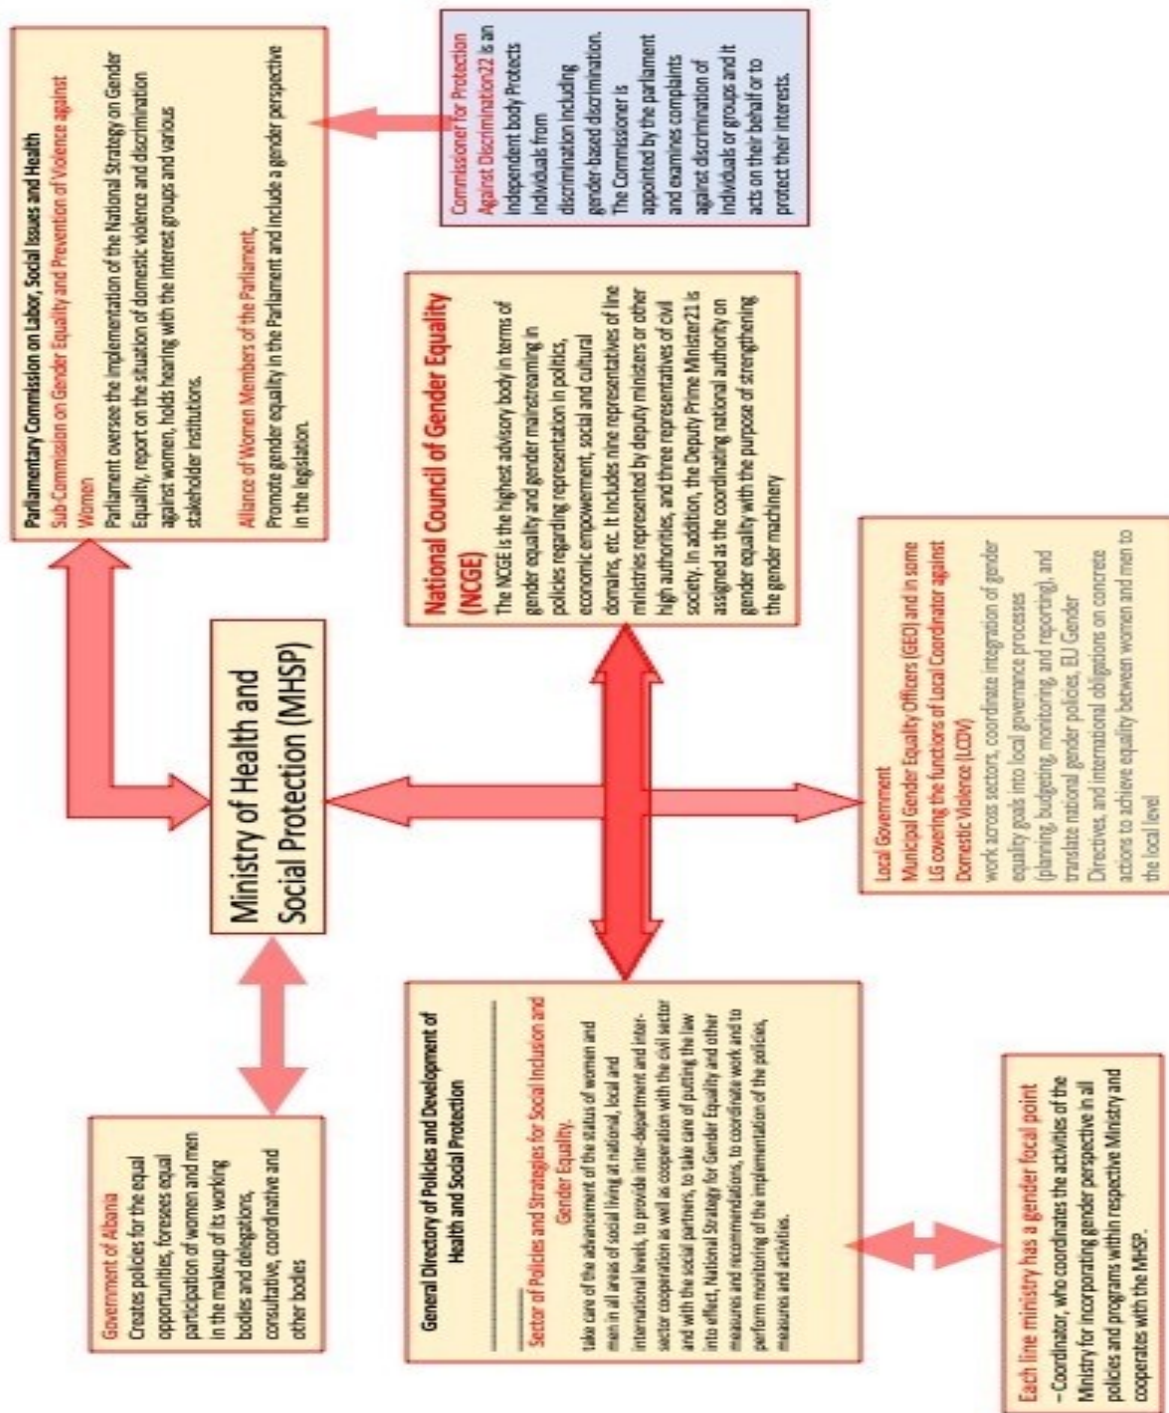 Government of Albania
Creates policies for the equal
opportunities, foresees equal
participation of women and men
in the makeup of its working
bodies and delegations,
consultative, coordinative and
other bodies
Ministry of Health and
Social Protection (MHSP)
Parliamentary Commission on Labor, Social Issues and Health
Sub-Commission on Gender Equality and Prevention of Violence against
Women
Parliament oversee the implementation of the National Strategy on Gender
Equality, report on the situation of domestic violence and discrimination
against women, holds hearing with the interest groups and various
stakeholder institutions.
Alliance of Women Members of the Parliament,
Promote gender equality in the Parliament and include a gender perspective
in the legislation.
General Directory of Policies and Development of
Health and Social Protection
Sector of Policies and Strategies for Social Inclusion and
Gender Equality.
take care of the advancement of the status of women and
men in all areas of social living at national, local and
international levels, to provide inter-department and inter-
sector cooperation as well as cooperation with the civil sector
and with the social partners, to take care of putting the law
into effect, National Strategy for Gender Equality and other
measures and recommendations, to coordinate work and to
perform monitoring of the implementation of the policies,
measures and activities.
National Council of Gender Equality
(NCGE)
The NCGE is the highest advisory body in terms of
gender equality and gender mainstreaming in
policies regarding representation in politics,
economic empowerment, social and cultural
domains, etc. It includes nine representatives of line
ministries represented by deputy ministers or other
high authorities, and three representatives of civil
society. In addition, the Deputy Prime Minister21 is
assigned as the coordinating national authority on
gender equality with the purpose of strengthening
the gender machinery
Commissioner for Protection
Against Discrimination22 is an
independent body Protects
individuals from
discrimination including
gender-based discrimination.
The Commissioner is
appointed by the parliament
and examines complaints
against discrimination of
individuals or groups and it
acts on their behalf or to
protect their interests.
Each line ministry has a gender focal point
– Coordinator, who coordinates the activities of the
Ministry for incorporating gender perspective in all
policies and programs within respective Ministry and
cooperates with the MHSP.
Local Government
Municipal Gender Equality Officers (GEO) and in some
LG covering the functions of Local Coordinator against
Domestic Violence (LCDV)
work across sectors, coordinate integration of gender
equality goals into local governance processes
(planning, budgeting, monitoring, and reporting), and
translate national gender policies, EU Gender
Directives, and international obligations on concrete
actions to achieve equality between women and men to
the local level